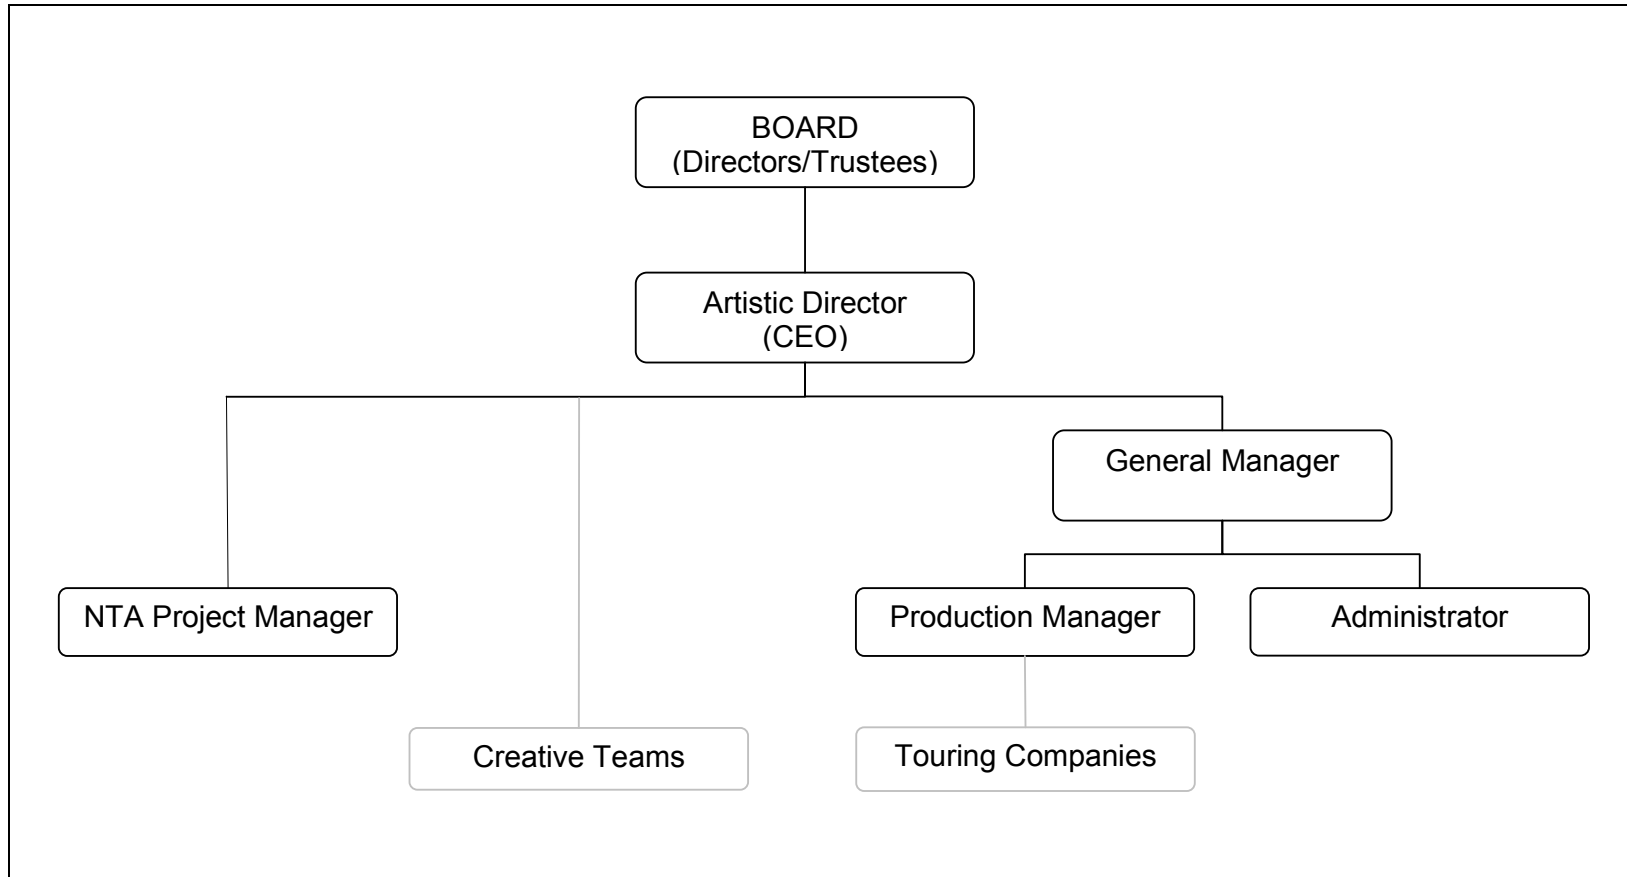 BOARD
(Directors/Trustees)
Artistic Director
(CEO)
General Manager
NTA Project Manager
Production Manager
Administrator
Creative Teams
Touring Companies